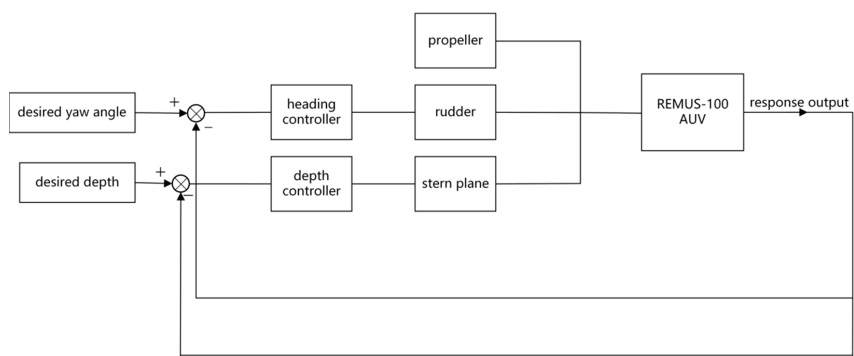 propeller
desired yaw angle
+
−
heading
controller
rudder
REMUS-100
AUV
response output
desired depth
+
−
depth
controller
stern plane